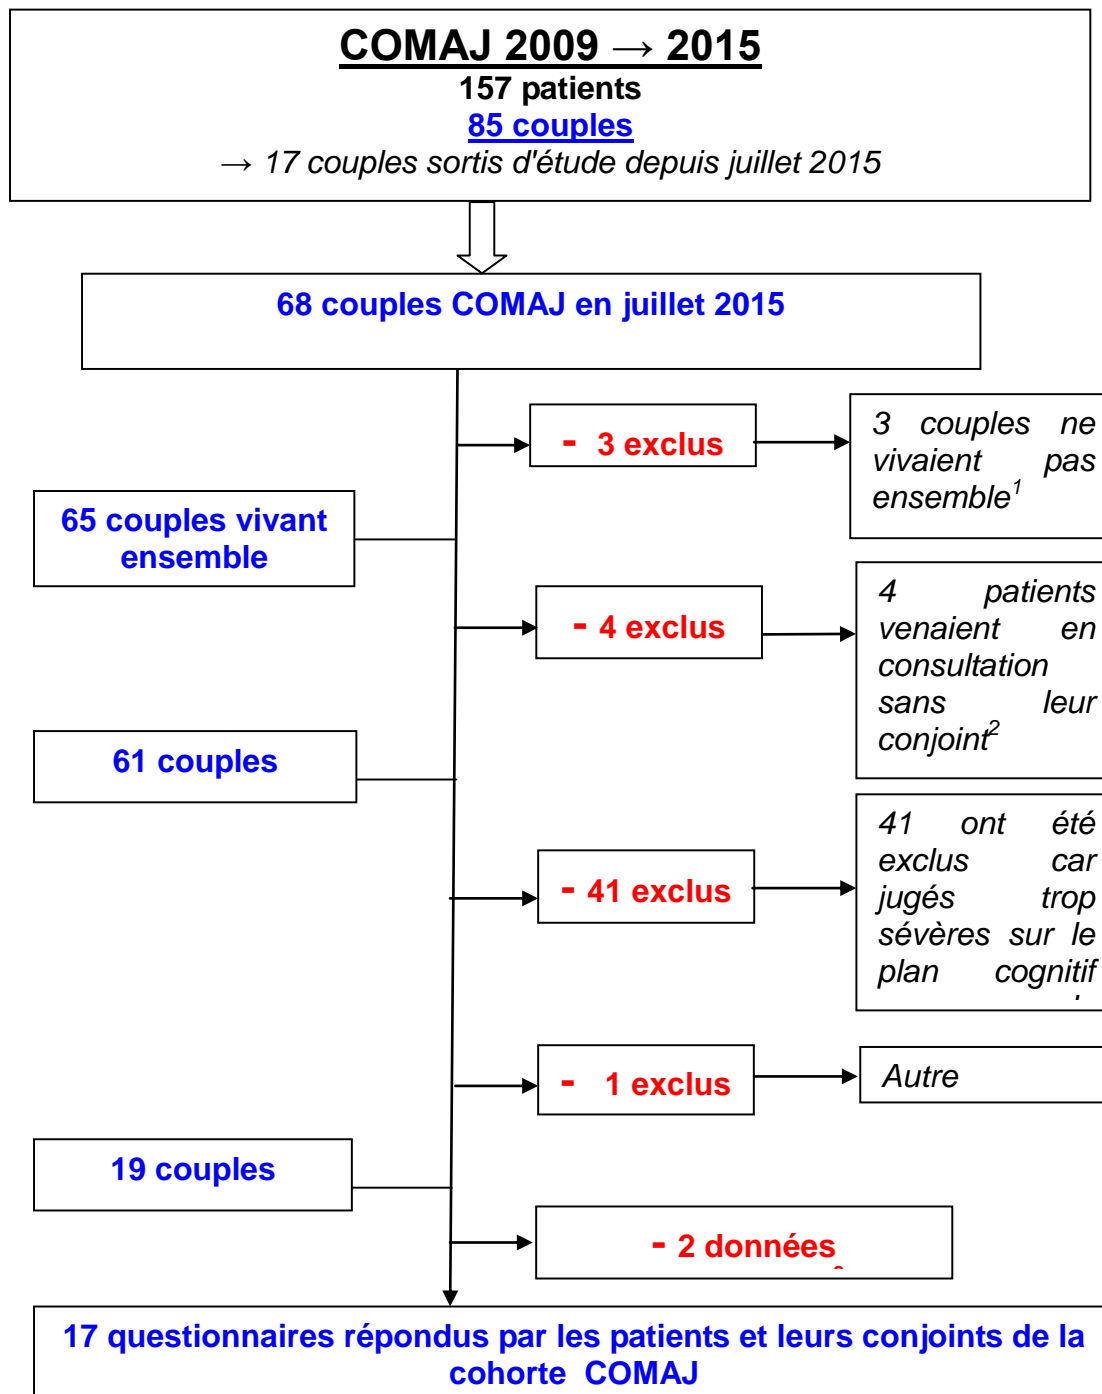 COMAJ 2009 → 2015
157 patients
85 couples
→ 17 couples sortis d'étude depuis juillet 2015
68 couples COMAJ en juillet 2015
- 3 exclus
3 couples ne
vivaient pas
ensemble1
65 couples vivant
ensemble
- 4 exclus
4 patients
venaient en
consultation
sans leur
conjoint2
61 couples
- 41 exclus
41 ont été
exclus car
jugés trop
sévères sur le
plan cognitif
- 1 exclus
Autre
19 couples
- 2 données
17 questionnaires répondus par les patients et leurs conjoints de la
cohorte COMAJ